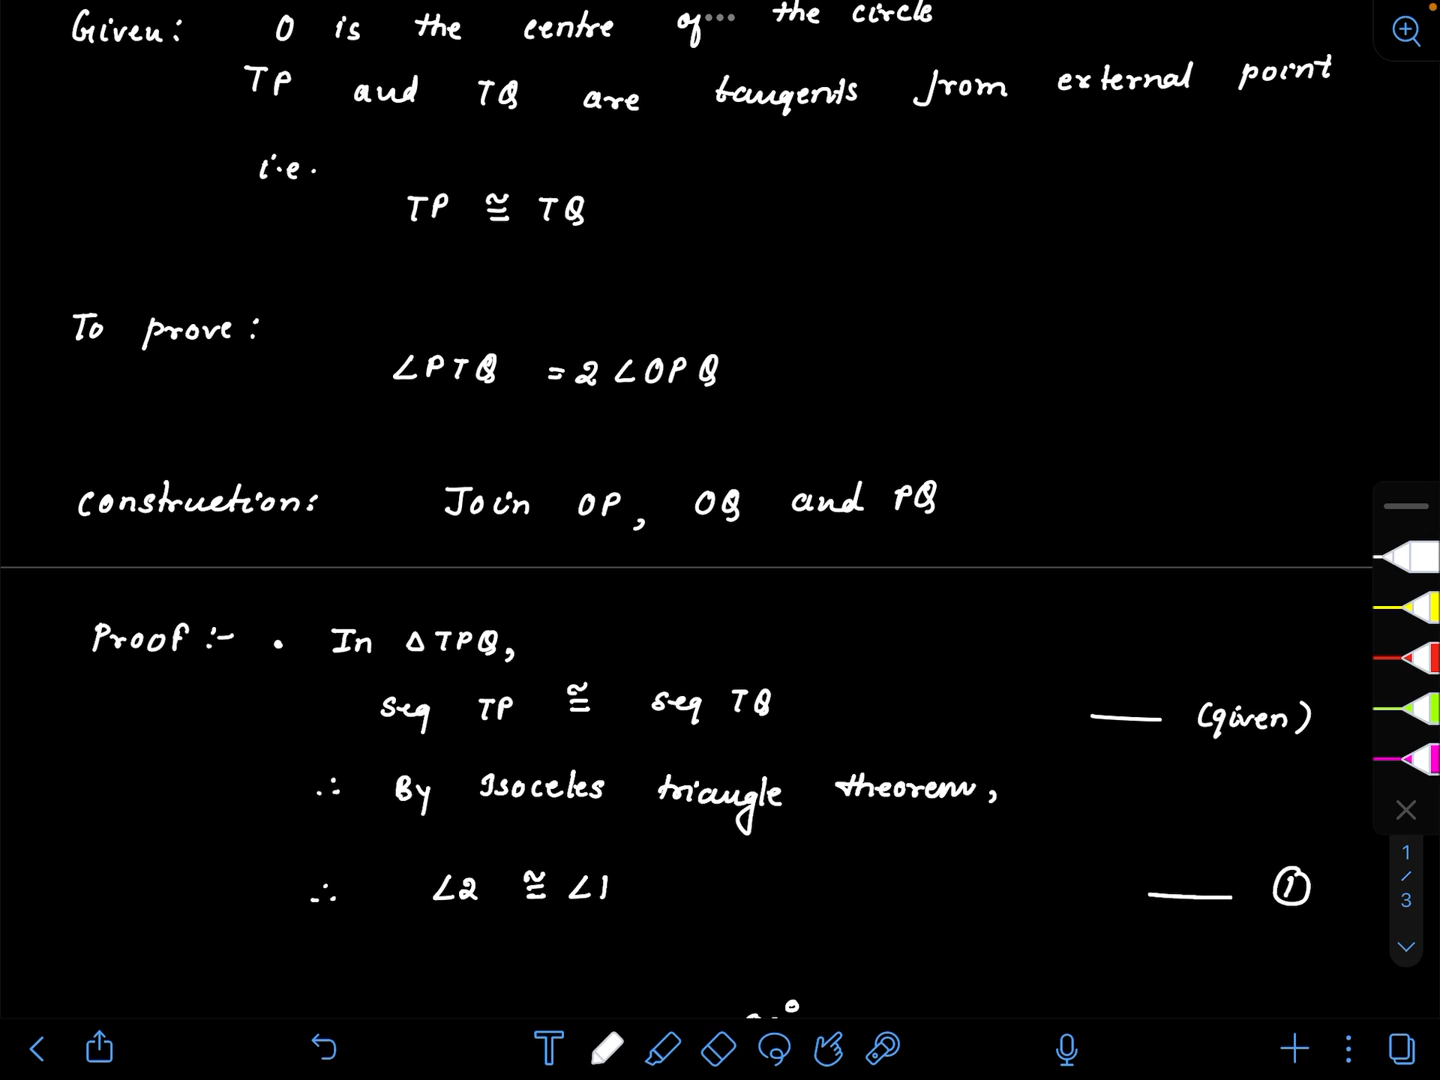 Given: O is the centre of the circle
TP and TQ are tangents from external point
i.e.
TP ≅ TQ
To prove:
∠PTQ = 2∠OPQ
Construction: Join OP, OQ and PQ
Proof :- • In △TPQ,
seg TP ≅ seg TQ —— (given)
∴ By Isoceles triangle theorem,
∴ ∠2 ≅ ∠1 —— ①
1
/
3
T